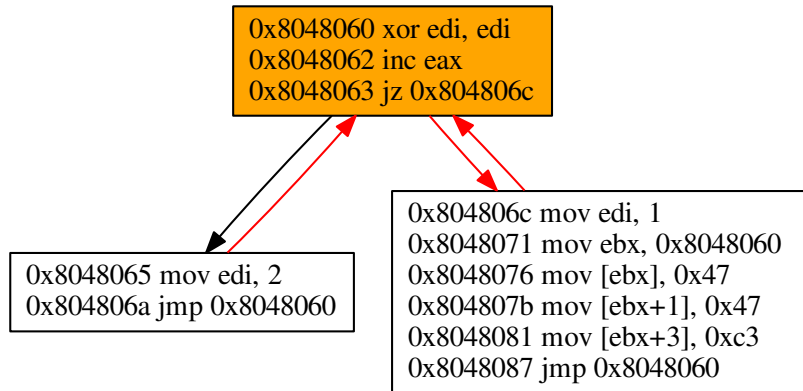 0x8048060 xor edi, edi
0x8048062 inc eax
0x8048063 jz 0x804806c
0x8048065 mov edi, 2
0x804806a jmp 0x8048060
0x804806c mov edi, 1
0x8048071 mov ebx, 0x8048060
0x8048076 mov [ebx], 0x47
0x804807b mov [ebx+1], 0x47
0x8048081 mov [ebx+3], 0xc3
0x8048087 jmp 0x8048060